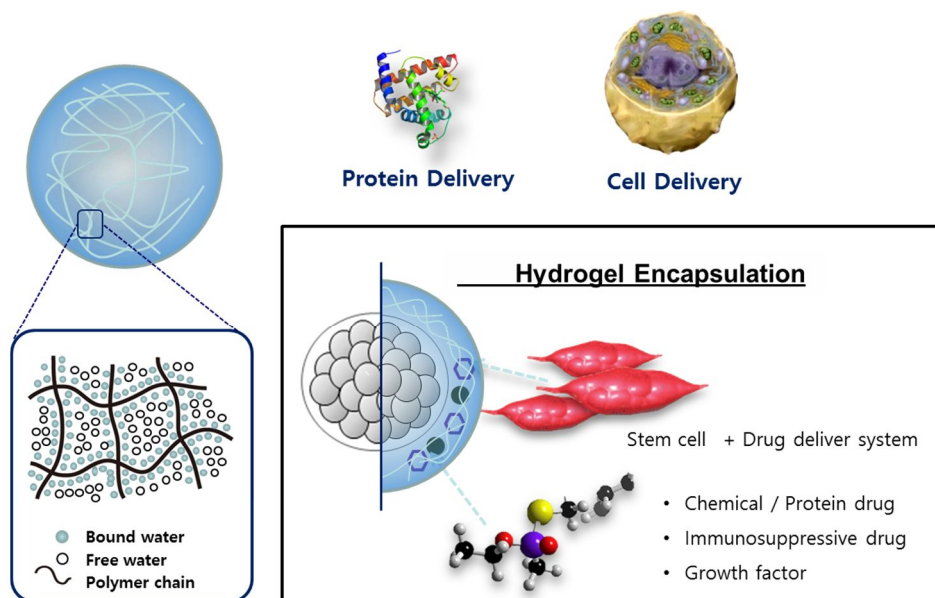 Protein Delivery
Cell Delivery
Hydrogel Encapsulation
Stem cell + Drug deliver system
• Chemical / Protein drug
• Immunosuppressive drug
• Growth factor
Bound water
Free water
Polymer chain